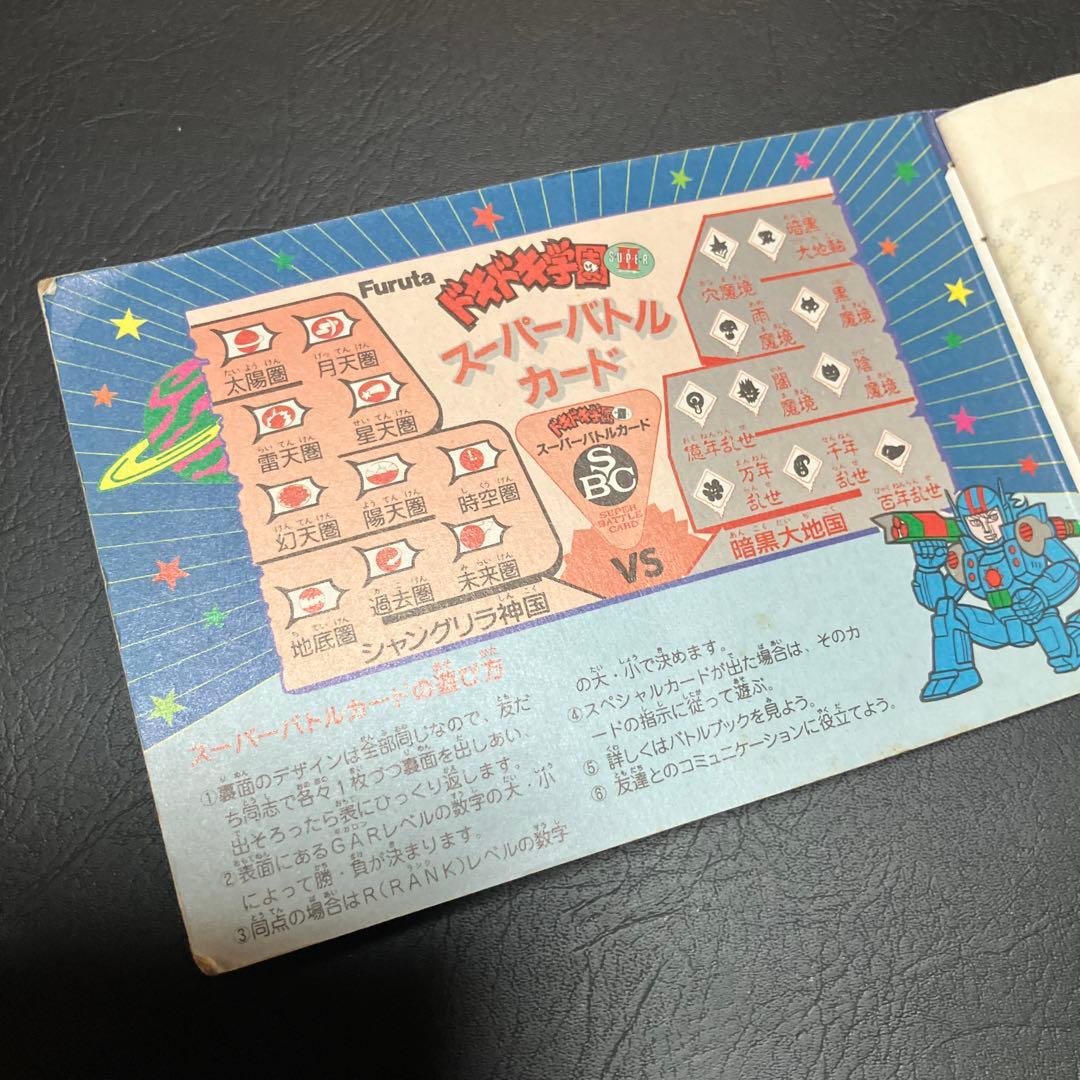 Furuta
ドキドキ学園
SUPER
II
スーパーバトル
カード
太陽圏
月天圏
雷天圏
星天圏
幻天圏
陽天圏
時空圏
地底圏
過去圏
未来圏
シャングリラ神国
ドキドキ学園
スーパーバトルカード
SBC
SUPER
BATTLE
CARD
VS
暗黒
大地軸
穴魔境
雨
魔境
黒
魔境
闇
魔境
陰
魔境
億年乱世
万年
乱世
千年
乱世
百年乱世
暗黒大地国
スーパーバトルカードの遊び方
①裏面のデザインは全部同じなので、友だ
ち同志で各々1枚づつ裏面を出しあい、
出そろったら表にひっくり返します。
2表面にあるGARレベルの数字の大・小
によって勝・負が決まります。
③同点の場合はR(RANK)レベルの数字
の大・小で決めます。
④スペシャルカードが出た場合は、そのカ
ードの指示に従って遊ぶ。
⑤ 詳しくはバトルブックを見よう。
⑥ 友達とのコミュニケーションに役立てよう。